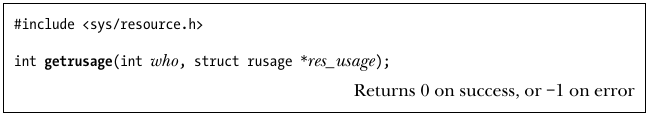 #include <sys/resource.h>
int getrusage(int who, struct rusage *res_usage);
Returns 0 on success, or –1 on error